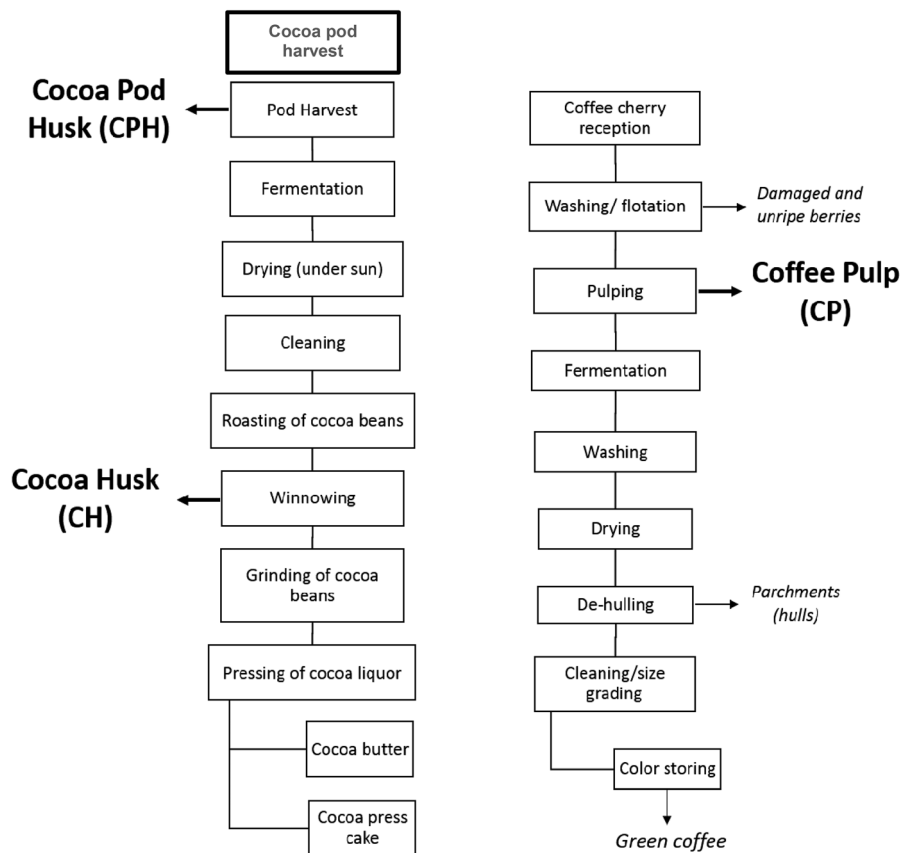 Cocoa pod
harvest
Cocoa Pod
Husk (CPH)
Pod Harvest
Fermentation
Drying (under sun)
Cleaning
Roasting of cocoa beans
Cocoa Husk
(CH)
Winnowing
Grinding of cocoa
beans
Pressing of cocoa liquor
Cocoa butter
Cocoa press
cake
Coffee cherry
reception
Washing/ flotation
Damaged and
unripe berries
Pulping
Coffee Pulp
(CP)
Fermentation
Washing
Drying
De-hulling
Parchments
(hulls)
Cleaning/size
grading
Color storing
Green coffee